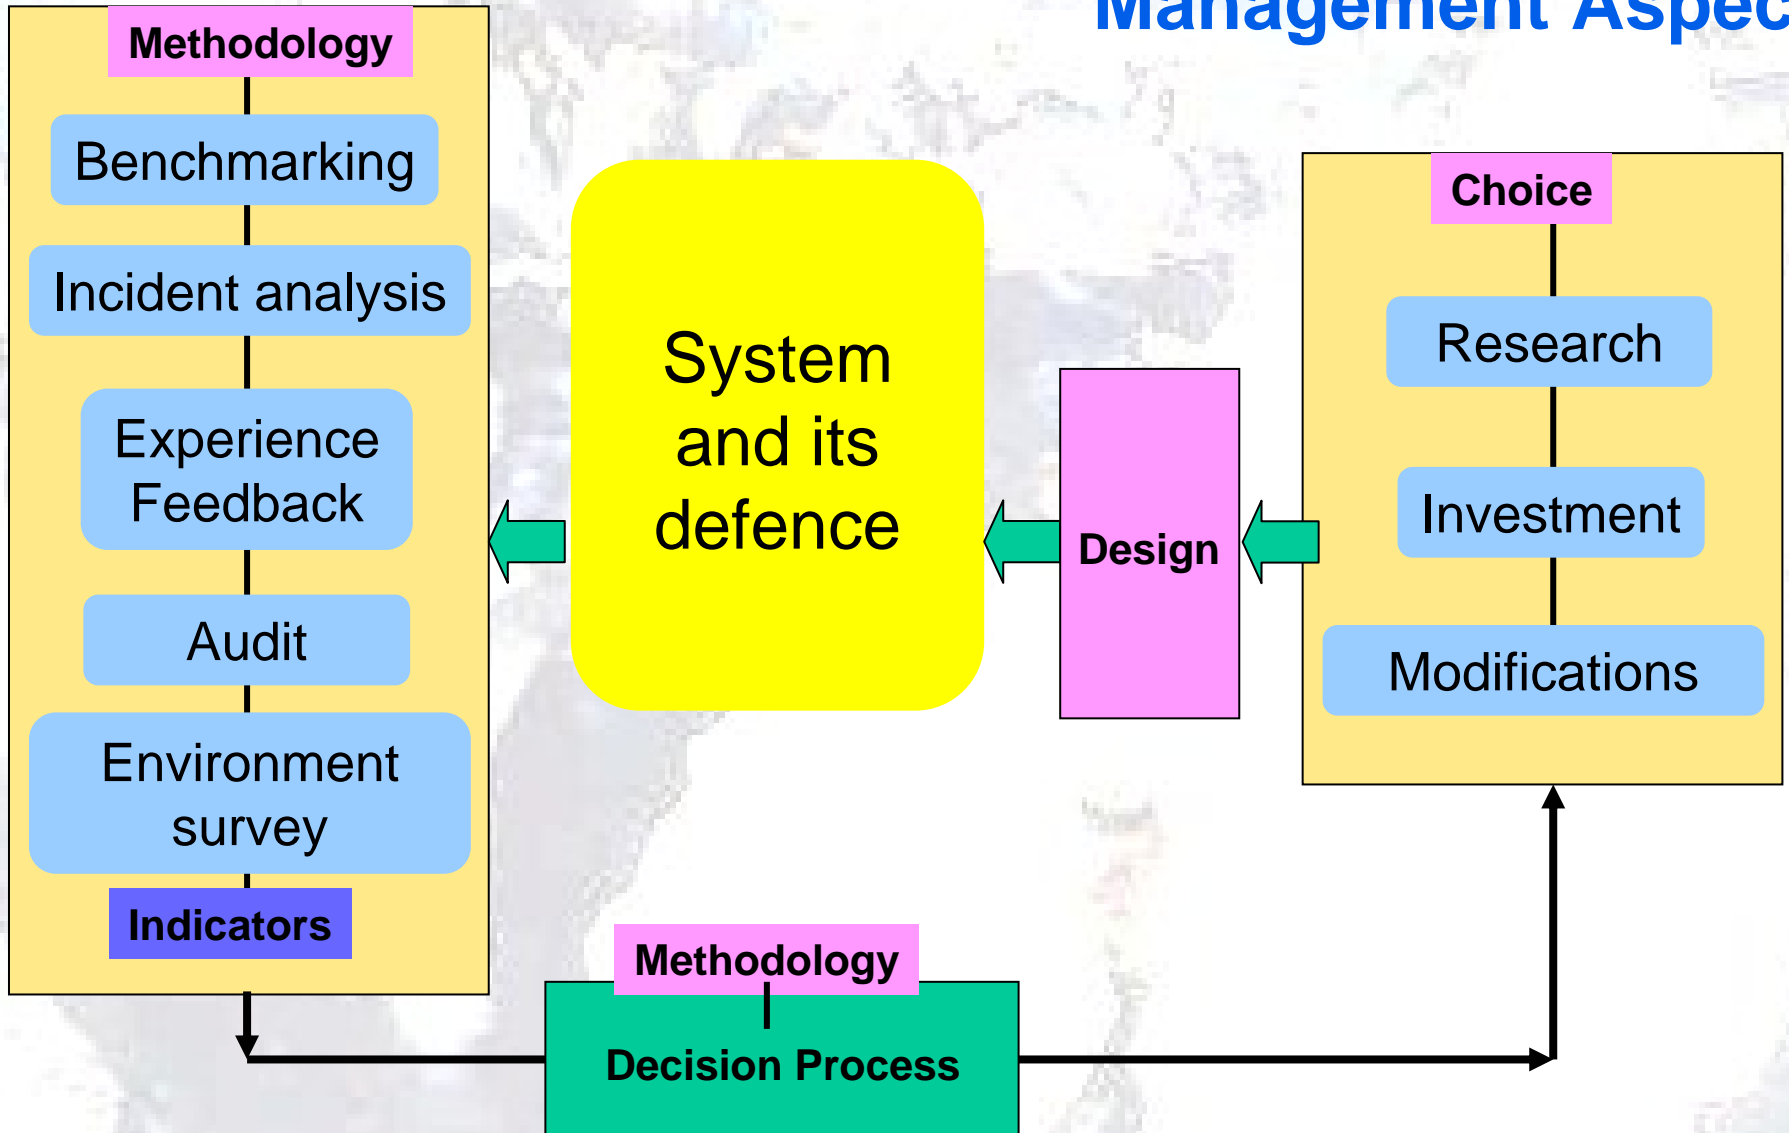 Management Aspec
Methodology
Benchmarking
Incident analysis
Experience
Feedback
Audit
Environment
survey
Indicators
System
and its
defence
Design
Choice
Research
Investment
Modifications
Methodology
Decision Process